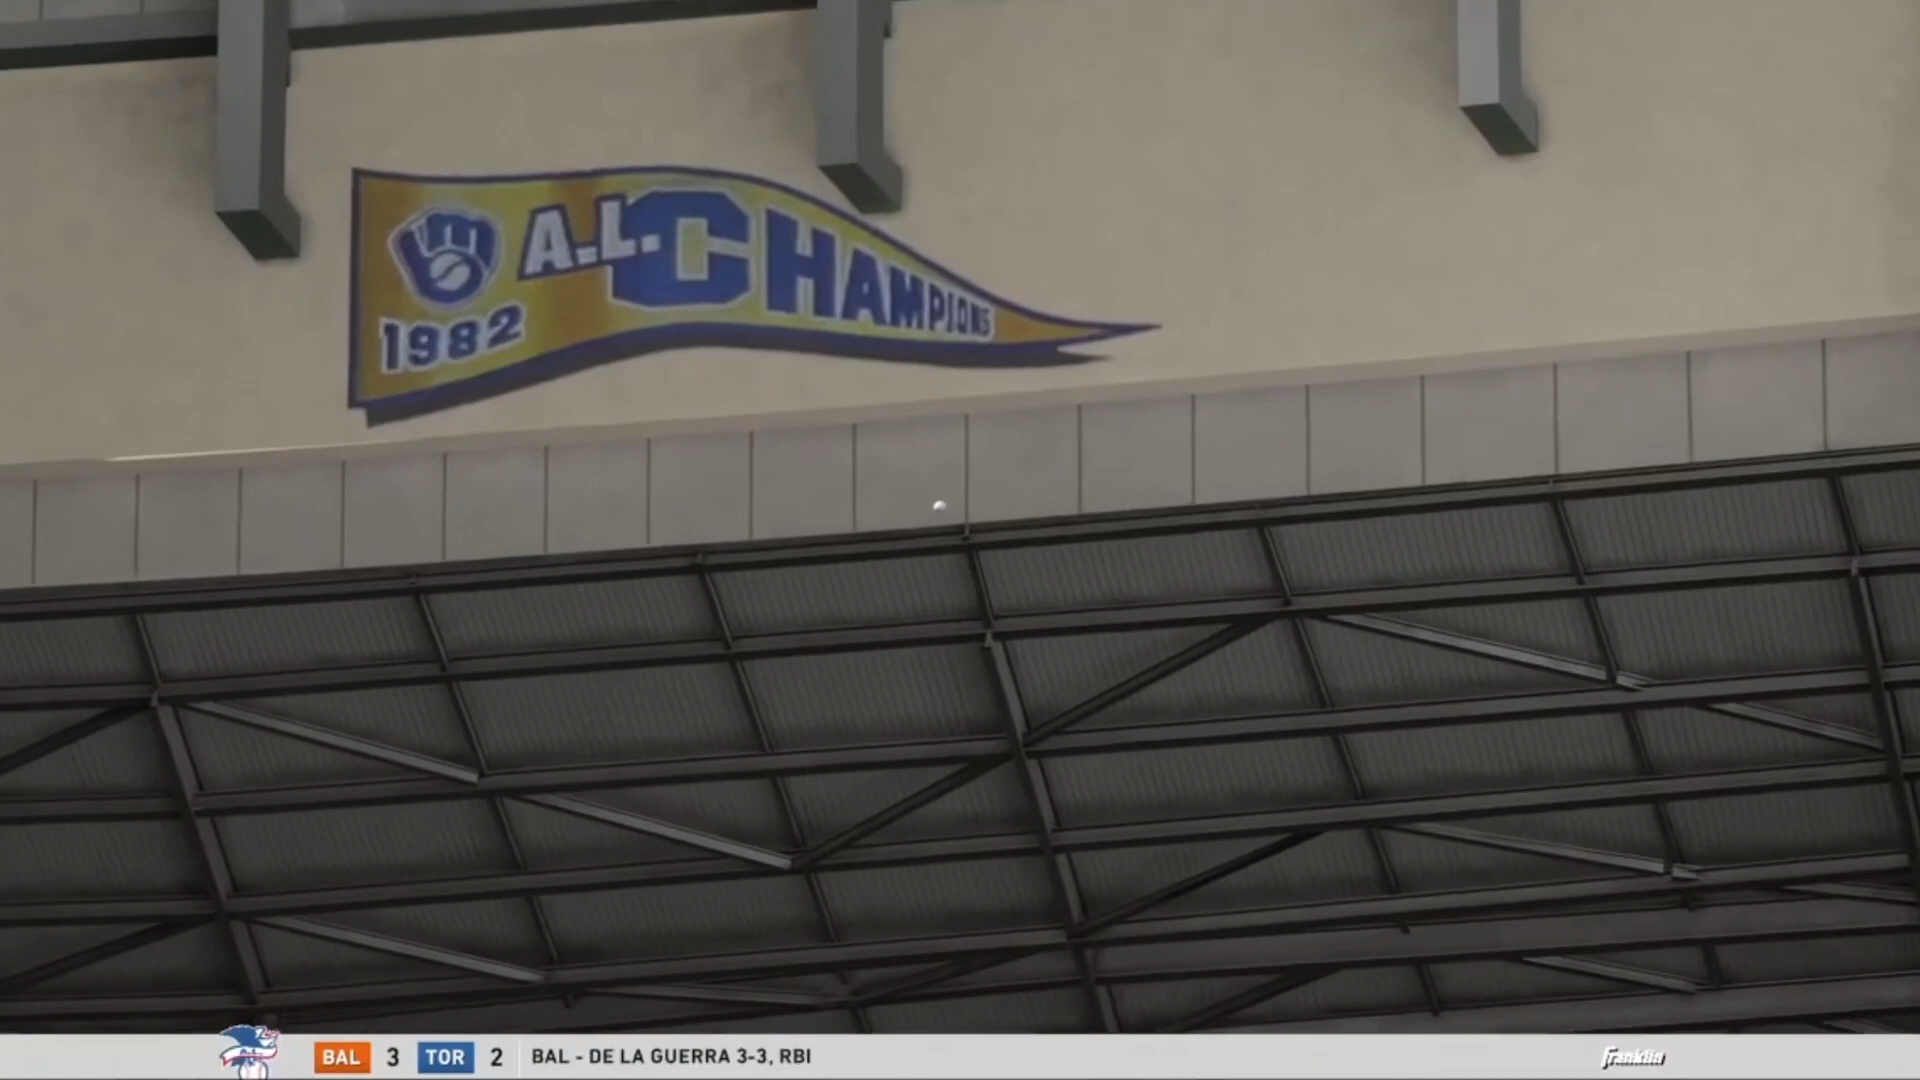 A.L. CHAMPIONS
1982
BAL 3 TOR 2 BAL - DE LA GUERRA 3-3, RBI
Franklin